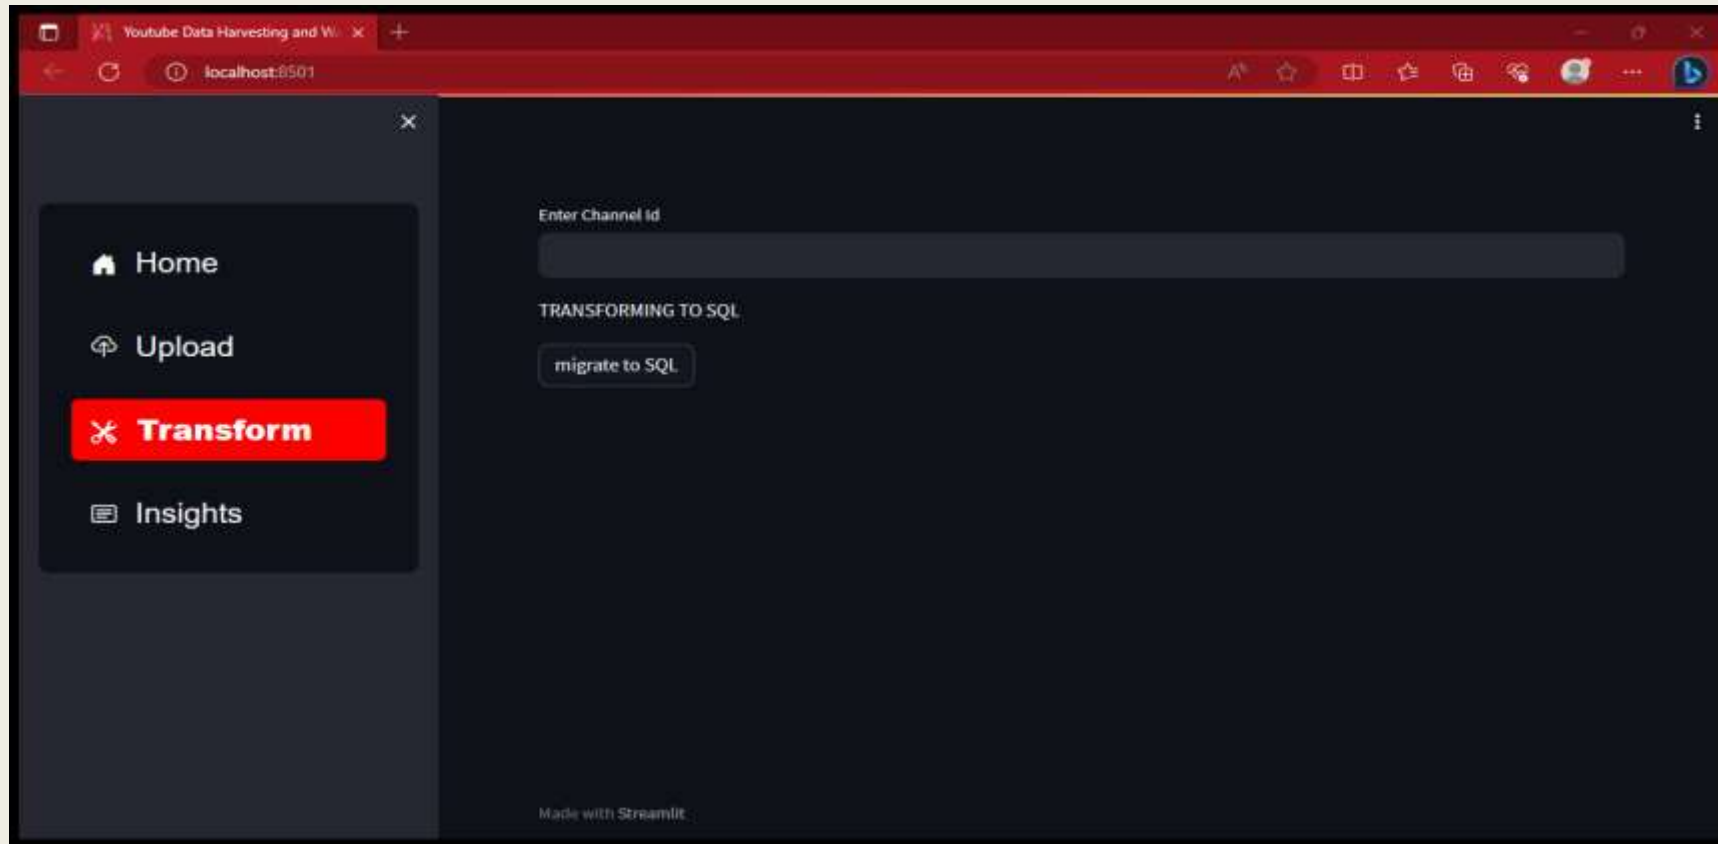 Youtube Data Harvesting and W
localhost:8501
Home
Upload
Transform
Insights
Enter Channel Id
TRANSFORMING TO SQL
migrate to SQL
Made with Streamlit